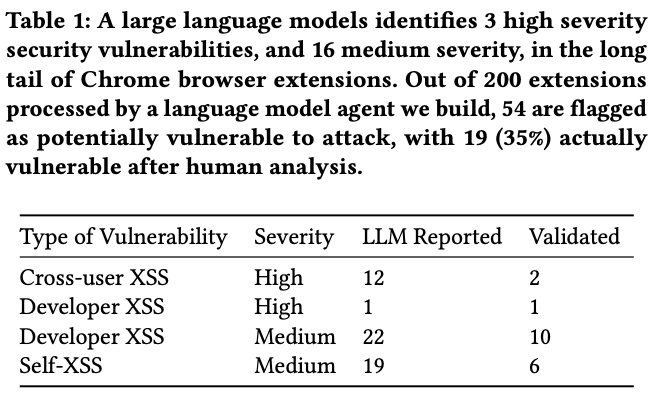 Table 1: A large language models identifies 3 high severity
security vulnerabilities, and 16 medium severity, in the long
tail of Chrome browser extensions. Out of 200 extensions
processed by a language model agent we build, 54 are flagged
as potentially vulnerable to attack, with 19 (35%) actually
vulnerable after human analysis.
Type of Vulnerability Severity LLM Reported Validated
Cross-user XSS High 12 2
Developer XSS High 1 1
Developer XSS Medium 22 10
Self-XSS Medium 19 6